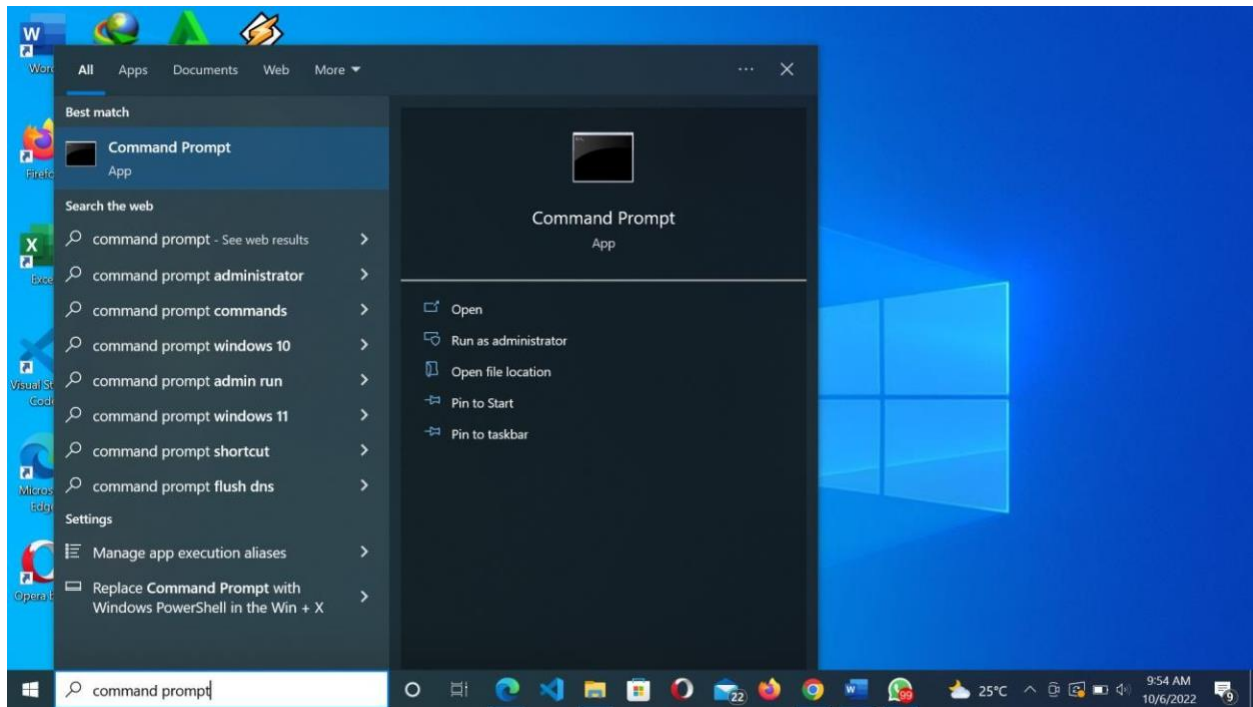 W
Word
All Apps Documents Web More
Best match
Command Prompt
App
Search the web
command prompt - See web results
command prompt administrator
command prompt commands
command prompt windows 10
command prompt admin run
command prompt windows 11
command prompt shortcut
command prompt flush dns
Settings
Manage app execution aliases
Replace Command Prompt with
Windows PowerShell in the Win + X
Command Prompt
App
Open
Run as administrator
Open file location
Pin to Start
Pin to taskbar
Firefo
X
Exce
Visual St
Code
Micros
Edge
Opera
command prompt
22
W
99
25°C
9:54 AM
10/6/2022
9